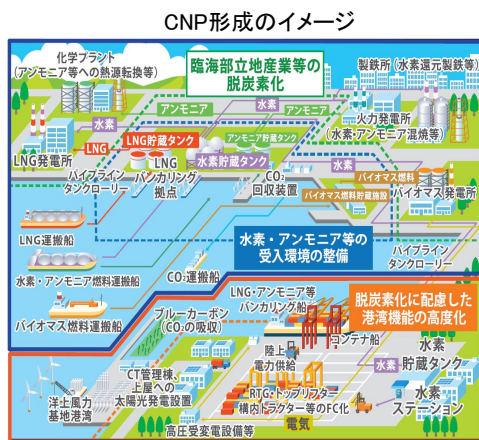 CNP形成のイメージ
化学プラント
(アンモニア等への熱源転換等)
臨海部立地産業等の
脱炭素化
製鉄所(水素還元製鉄等)
水素
アンモニア
アンモニア
水素
火力発電所
(水素・アンモニア混焼等)
水素
LNG
LNG貯蔵タンク
アンモニア貯蔵タンク
LNG発電所
パイプライン
タンクローリー
LNG
バンカリング
拠点
水素貯蔵タンク
CO₂
回収装置
水素
バイオマス燃料
バイオマス燃料貯蔵施設
バイオマス発電所
LNG運搬船
水素・アンモニア等の
受入環境の整備
パイプライン
タンクローリー
水素・アンモニア燃料運搬船
CO₂運搬船
バイオマス燃料運搬船
LNG・アンモニア等
バンカリング船
脱炭素化に配慮した
港湾機能の高度化
ブルーカーボン
(CO₂の吸収)
コンテナ船
CT管理棟、
上屋への
太陽光発電設置
陸上
電力供給
水素
水素
貯蔵タンク
洋上風力
基地港湾
RTG・トップリフター
構内トラクター等のFC化
水素
ステーション
高圧受変電設備等
電気